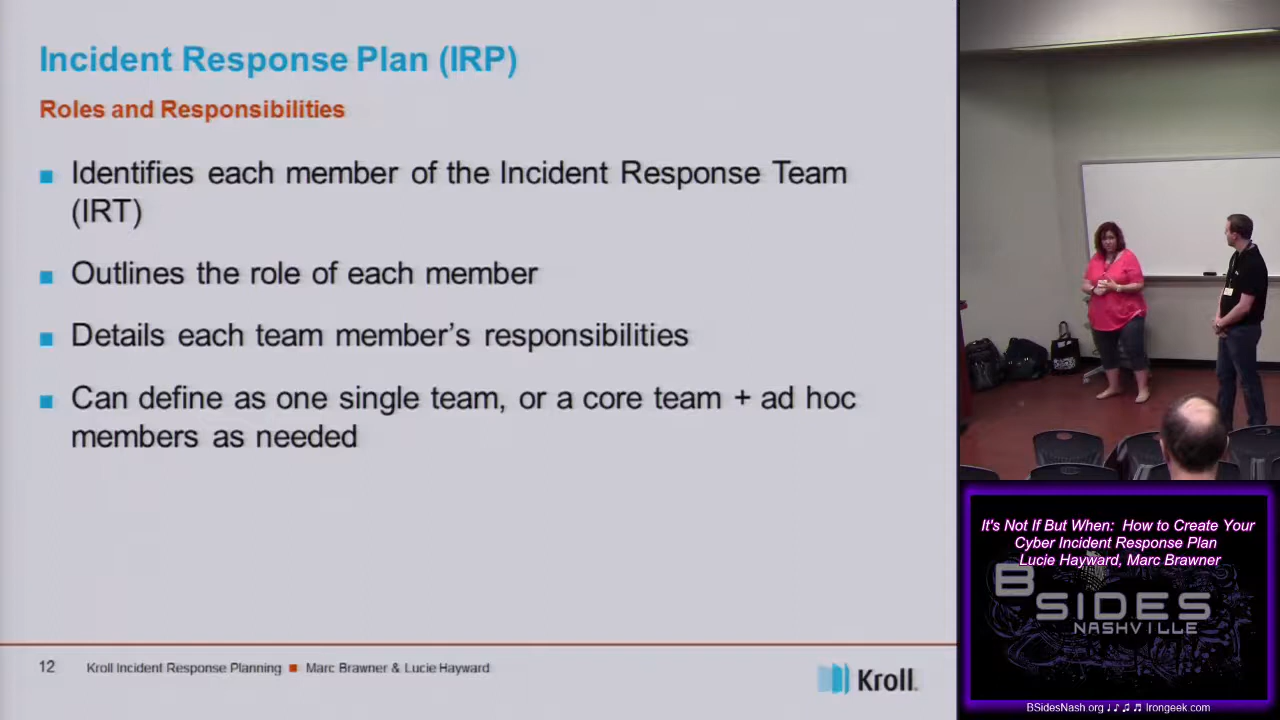 Incident Response Plan (IRP)
Roles and Responsibilities
Identifies each member of the Incident Response Team
(IRT)
Outlines the role of each member
Details each team member's responsibilities
Can define as one single team, or a core team + ad hoc
members as needed
12 Kroll Incident Response Planning ■ Marc Brawner & Lucie Hayward
Kroll
It's Not If But When: How to Create Your
Cyber Incident Response Plan
Lucie Hayward, Marc Brawner
BSIDES
NASHVILLE
BSidesNash.org ♩♪♫♬ Irongeek.com